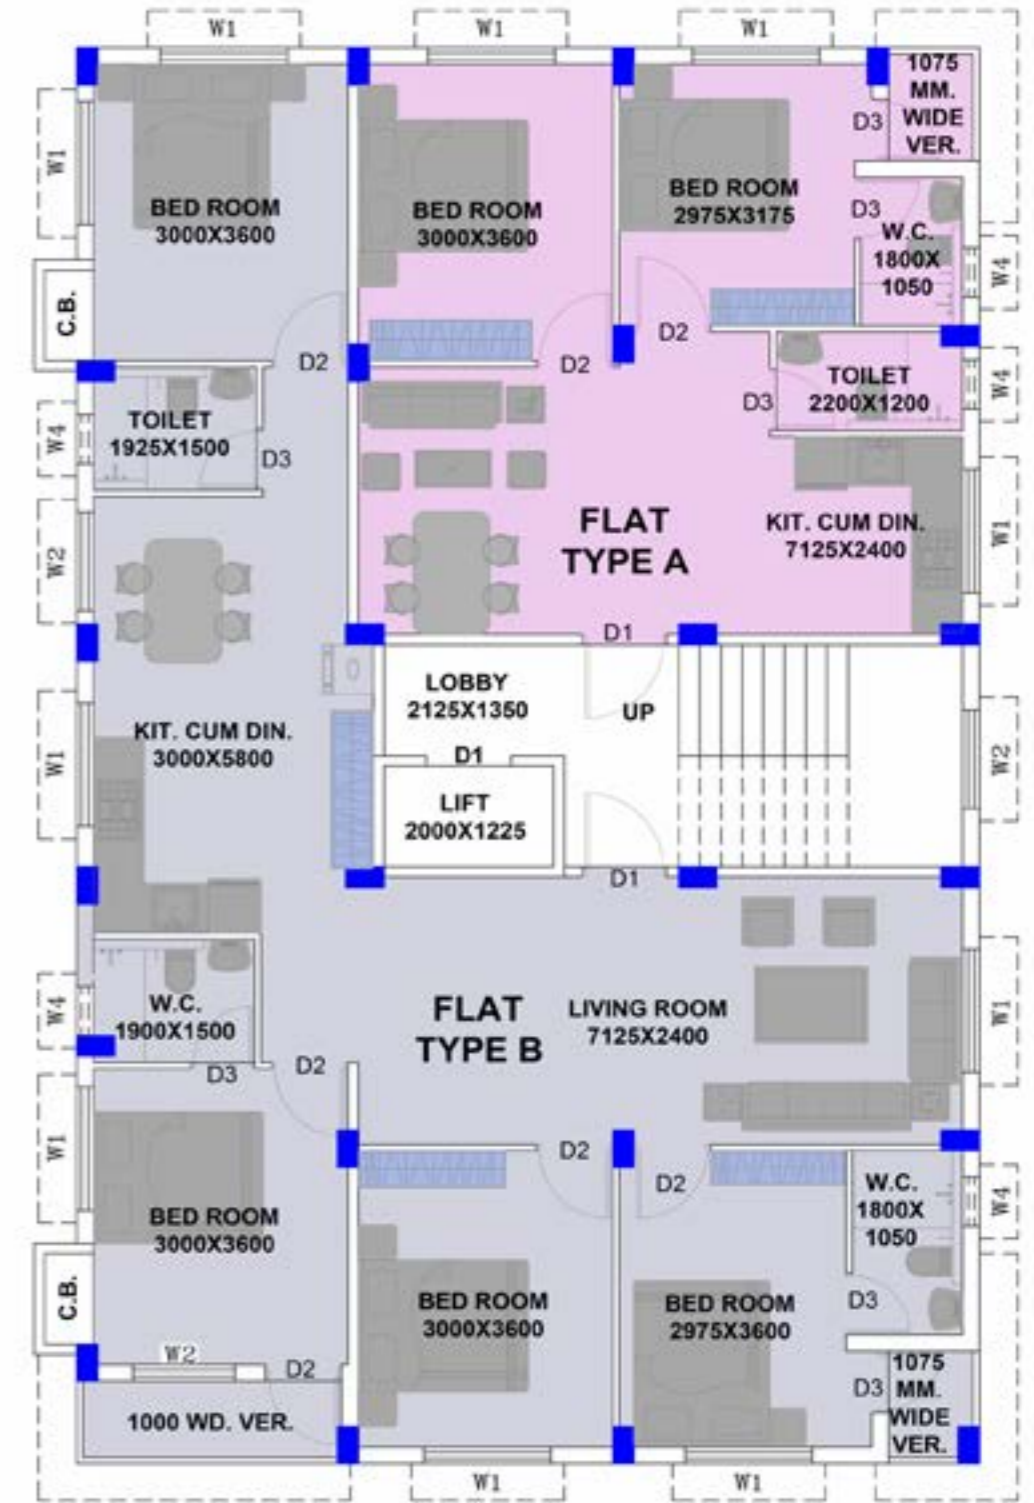 W1
W1
W1
1075
MM.
WIDE
VER.
D3
W1
BED ROOM
3000X3600
BED ROOM
3000X3600
BED ROOM
2975X3175
D3
W.C.
1800X
1050
W4
C.B.
D2
D2
D2
TOILET
1925X1500
W4
D3
TOILET
2200X1200
W4
D3
W2
FLAT
TYPE A
KIT. CUM DIN.
7125X2400
W1
D1
LOBBY
2125X1350
UP
KIT. CUM DIN.
3000X5800
W1
D1
W2
LIFT
2000X1225
D1
W.C.
1900X1500
W4
FLAT
TYPE B
LIVING ROOM
7125X2400
W1
D3
D2
W1
D2
D2
W.C.
1800X
1050
W4
BED ROOM
3000X3600
C.B.
BED ROOM
3000X3600
BED ROOM
2975X3600
D3
W2
D2
D3
1075
MM.
WIDE
VER.
1000 WD. VER.
W1
W1